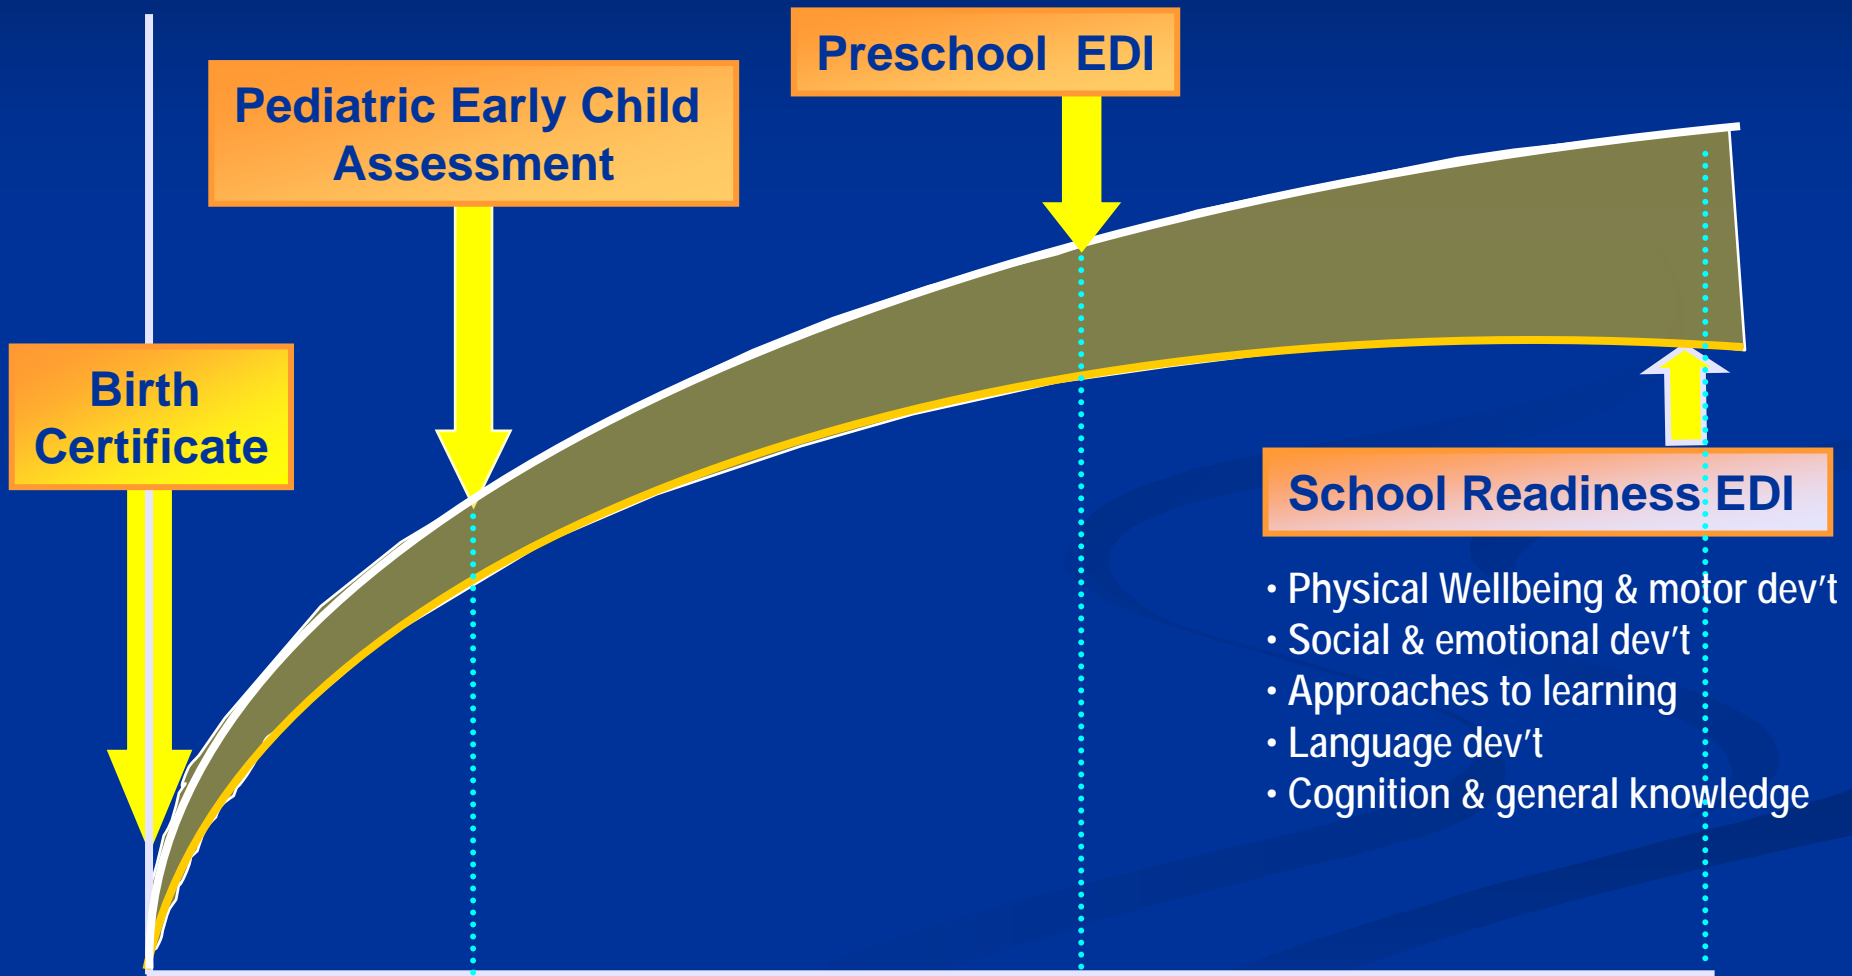 Preschool EDI
Pediatric Early Child
Assessment
Birth
Certificate
School Readiness EDI
• Physical Wellbeing & motor dev't
• Social & emotional dev't
• Approaches to learning
• Language dev't
• Cognition & general knowledge